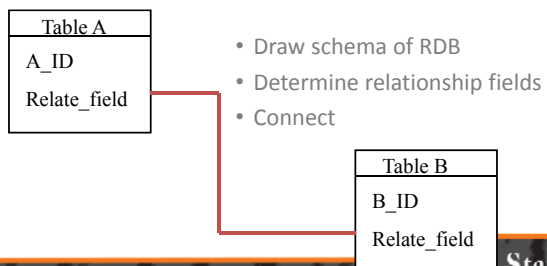 Table A
A_ID
Relate_field
• Draw schema of RDB
• Determine relationship fields
• Connect
Table B
B_ID
Relate_field